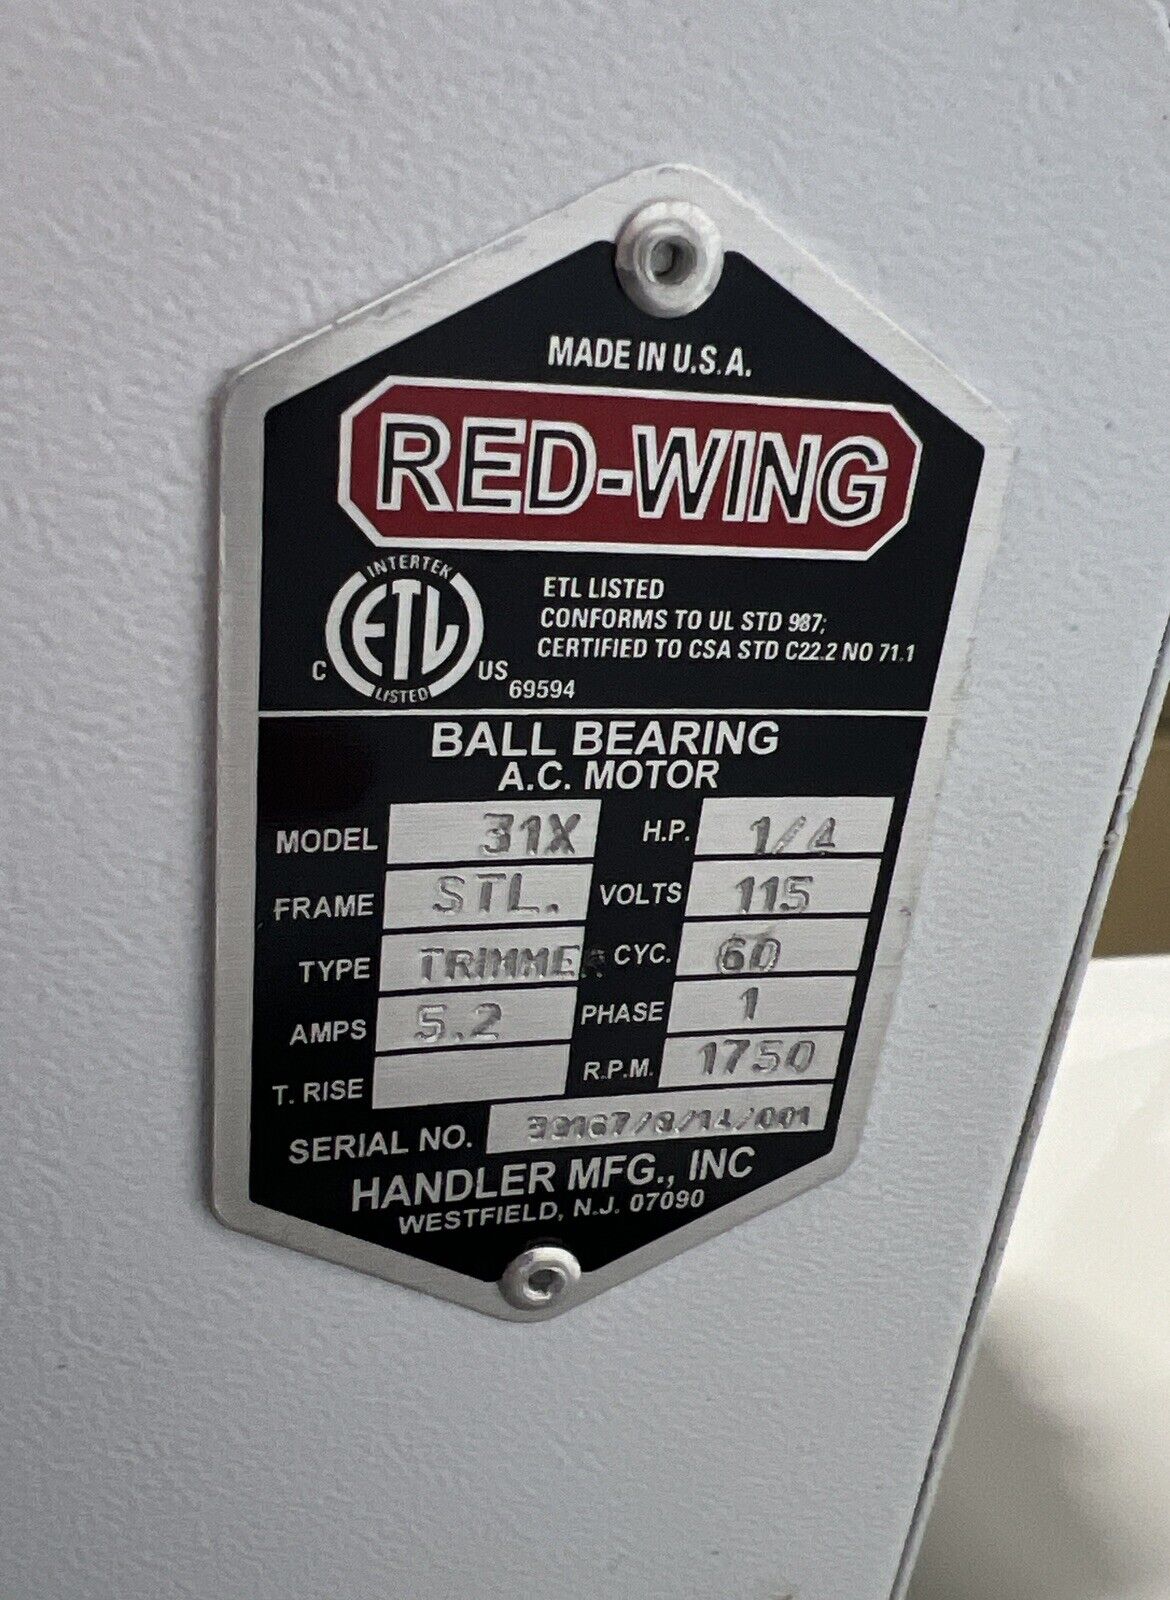 MADE IN U.S.A.
RED-WING
INTERTEK
ETL
LISTED
C US
69594
ETL LISTED
CONFORMS TO UL STD 987;
CERTIFIED TO CSA STD C22.2 NO 71.1
BALL BEARING
A.C. MOTOR
MODEL 31X H.P. 1/4
FRAME STL. VOLTS 115
TYPE TRIMMER CYC. 60
AMPS 5.2 PHASE 1
T. RISE R.P.M. 1750
SERIAL NO.
HANDLER MFG., INC
WESTFIELD, N.J. 07090